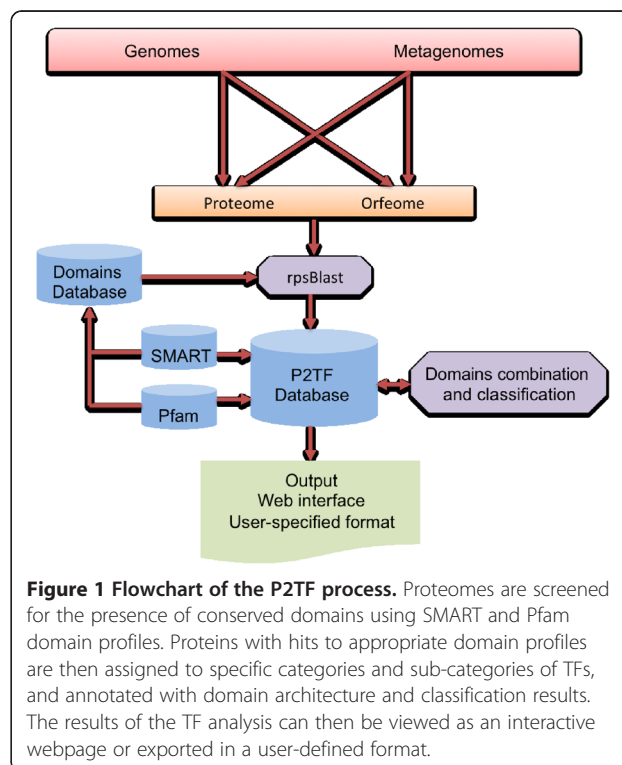 Genomes Metagenomes
Proteome Orfeome
Domains
Database
rpsBlast
SMART
Pfam
P2TF
Database
Domains combination
and classification
Output
Web interface
User-specified format
Figure 1 Flowchart of the P2TF process. Proteomes are screened
for the presence of conserved domains using SMART and Pfam
domain profiles. Proteins with hits to appropriate domain profiles
are then assigned to specific categories and sub-categories of TFs,
and annotated with domain architecture and classification results.
The results of the TF analysis can then be viewed as an interactive
webpage or exported in a user-defined format.